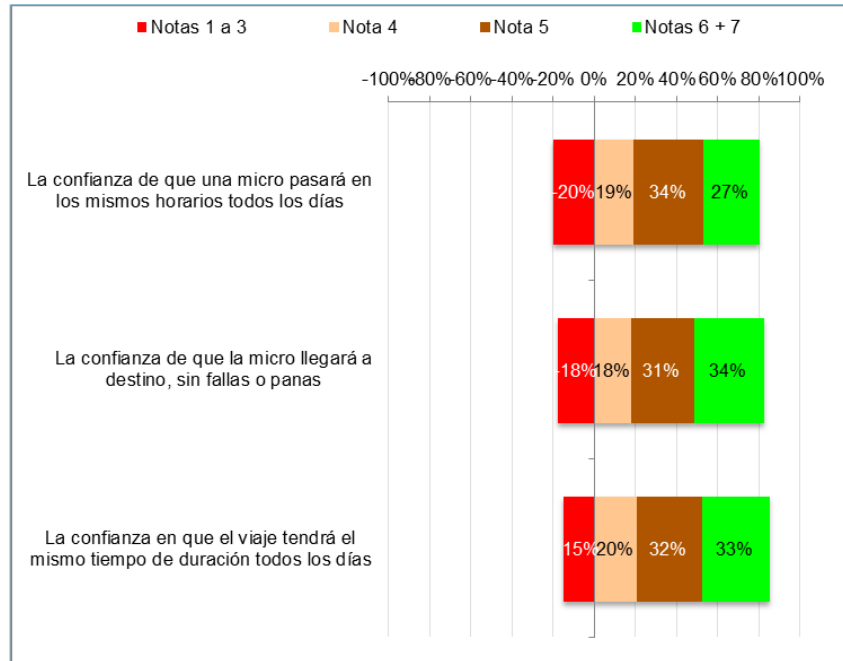 Notas 1 a 3 Nota 4 Nota 5 Notas 6 + 7
-100%-80% -60% -40% -20% 0% 20% 40% 60% 80%100%
La confianza de que una micro pasará en
los mismos horarios todos los días
-20% 19% 34% 27%
La confianza de que la micro llegará a
destino, sin fallas o panas
-18% 18% 31% 34%
La confianza en que el viaje tendrá el
mismo tiempo de duración todos los días
-15% 20% 32% 33%